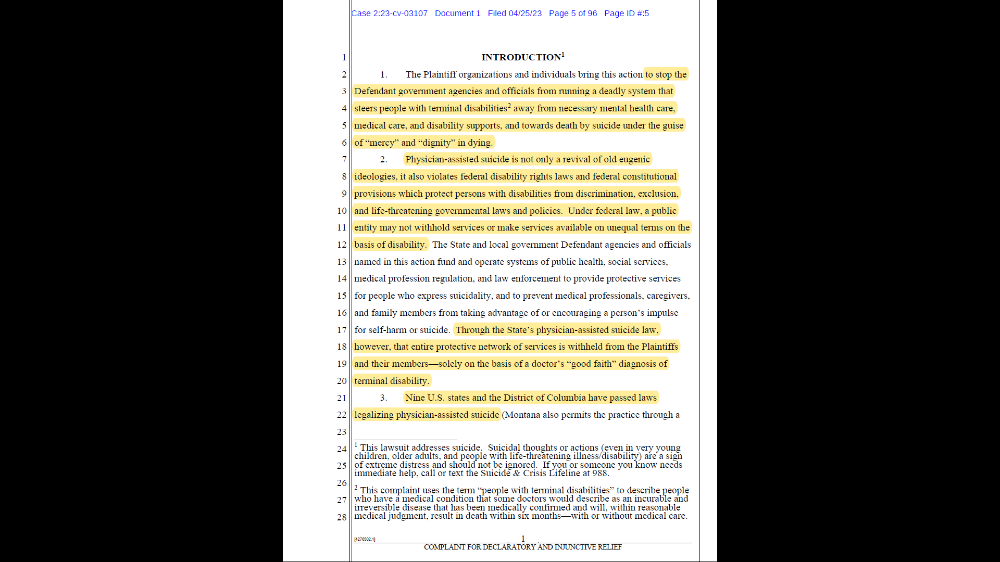 Case 2:23-cv-03107 Document 1 Filed 04/25/23 Page 5 of 96 Page ID #:5
1 INTRODUCTION1
2 1. The Plaintiff organizations and individuals bring this action to stop the
3 Defendant government agencies and officials from running a deadly system that
4 steers people with terminal disabilities2 away from necessary mental health care,
5 medical care, and disability supports, and towards death by suicide under the guise
6 of “mercy” and “dignity” in dying.
7 2. Physician-assisted suicide is not only a revival of old eugenic
8 ideologies, it also violates federal disability rights laws and federal constitutional
9 provisions which protect persons with disabilities from discrimination, exclusion,
10 and life-threatening governmental laws and policies. Under federal law, a public
11 entity may not withhold services or make services available on unequal terms on the
12 basis of disability. The State and local government Defendant agencies and officials
13 named in this action fund and operate systems of public health, social services,
14 medical profession regulation, and law enforcement to provide protective services
15 for people who express suicidality, and to prevent medical professionals, caregivers,
16 and family members from taking advantage of or encouraging a person’s impulse
17 for self-harm or suicide. Through the State’s physician-assisted suicide law,
18 however, that entire protective network of services is withheld from the Plaintiffs
19 and their members—solely on the basis of a doctor’s “good faith” diagnosis of
20 terminal disability.
21 3. Nine U.S. states and the District of Columbia have passed laws
22 legalizing physician-assisted suicide (Montana also permits the practice through a
23
24 1 This lawsuit addresses suicide. Suicidal thoughts or actions (even in very young
children, older adults, and people with life-threatening illness/disability) are a sign
25 of extreme distress and should not be ignored. If you or someone you know needs
immediate help, call or text the Suicide & Crisis Lifeline at 988.
26
2 This complaint uses the term “people with terminal disabilities” to describe people
27 who have a medical condition that some doctors would describe as an incurable and
irreversible disease that has been medically confirmed and will, within reasonable
28 medical judgment, result in death within six months—with or without medical care.
[4276502.1] 1
COMPLAINT FOR DECLARATORY AND INJUNCTIVE RELIEF